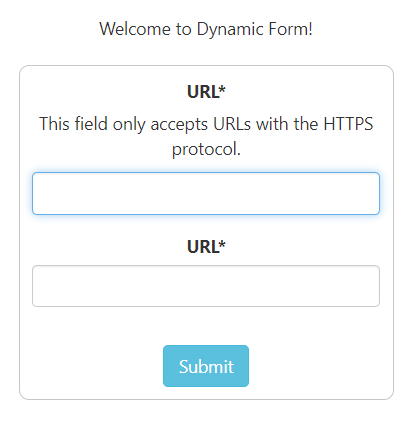 Welcome to Dynamic Form!
URL*
This field only accepts URLs with the HTTPS
protocol.
URL*
Submit